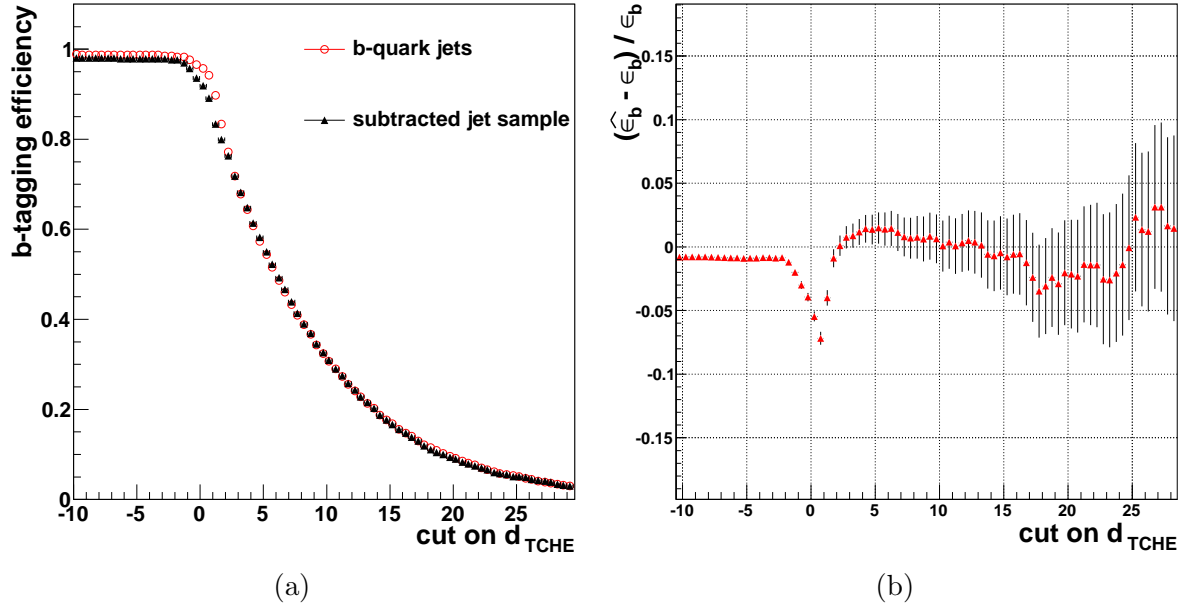 b-tagging efficiency
1
0.8
0.6
0.4
0.2
0
-10 -5 0 5 10 15 20 25
cut on d_TCHE
b-quark jets
subtracted jet sample
(a)
(ϵ̂_b - ϵ_b) / ϵ_b
0.15
0.1
0.05
0
-0.05
-0.1
-0.15
-10 -5 0 5 10 15 20 25
cut on d_TCHE
(b)